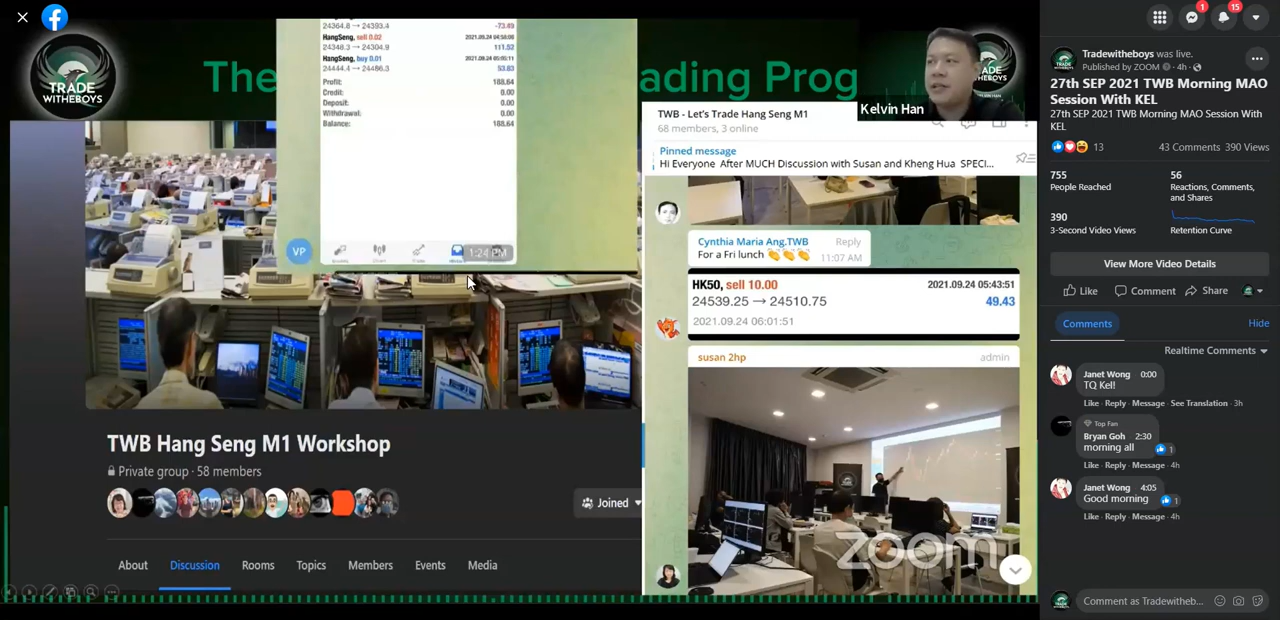 TRADE
WITHEBOYS
The
ading Prog
24364.8 → 24393.4
-73.89
HangSeng, sell 0.02
2021.09.24 04:58:08
24348.3 → 24304.9
111.52
HangSeng, buy 0.01
24444.4 → 24486.3
Profit:
188.64
Credit:
0.00
Deposit:
0.00
Withdrawal:
0.00
Balance:
188.64
VP
1:24 PM
Kelvin Han
TWB - Let's Trade Hang Seng M1
68 members, 3 online
Pinned message
Hi Everyone After MUCH Discussion with Susan and Kheng Hua SPECI...
Cynthia Maria Ang.TWB
Reply
For a Fri lunch 👏👏👏
11:07 AM
HK50, sell 10.00
2021.09.24 05:43:51
24539.25 → 24510.75
49.43
2021.09.24 06:01:51
susan 2hp
admin
zoom
TWB Hang Seng M1 Workshop
Private group · 58 members
Joined
About
Discussion
Rooms
Topics
Members
Events
Media
1
15
Tradewitheboys was live.
Published by ZOOM · 4h ·
27th SEP 2021 TWB Morning MAO
Session With KEL
27th SEP 2021 TWB Morning MAO Session With
KEL
13
43 Comments 390 Views
755
People Reached
56
Reactions, Comments,
and Shares
390
3-Second Video Views
Retention Curve
View More Video Details
Like
Comment
Share
Comments
Hide
Realtime Comments
Janet Wong 0:00
TQ Kel!
Like · Reply · Message · See Translation · 3h
Top Fan
Bryan Goh 2:30
morning all
1
Like · Reply · Message · 4h
Janet Wong 4:05
Good morning
1
Like · Reply · Message · 4h
Comment as Tradewitheb...